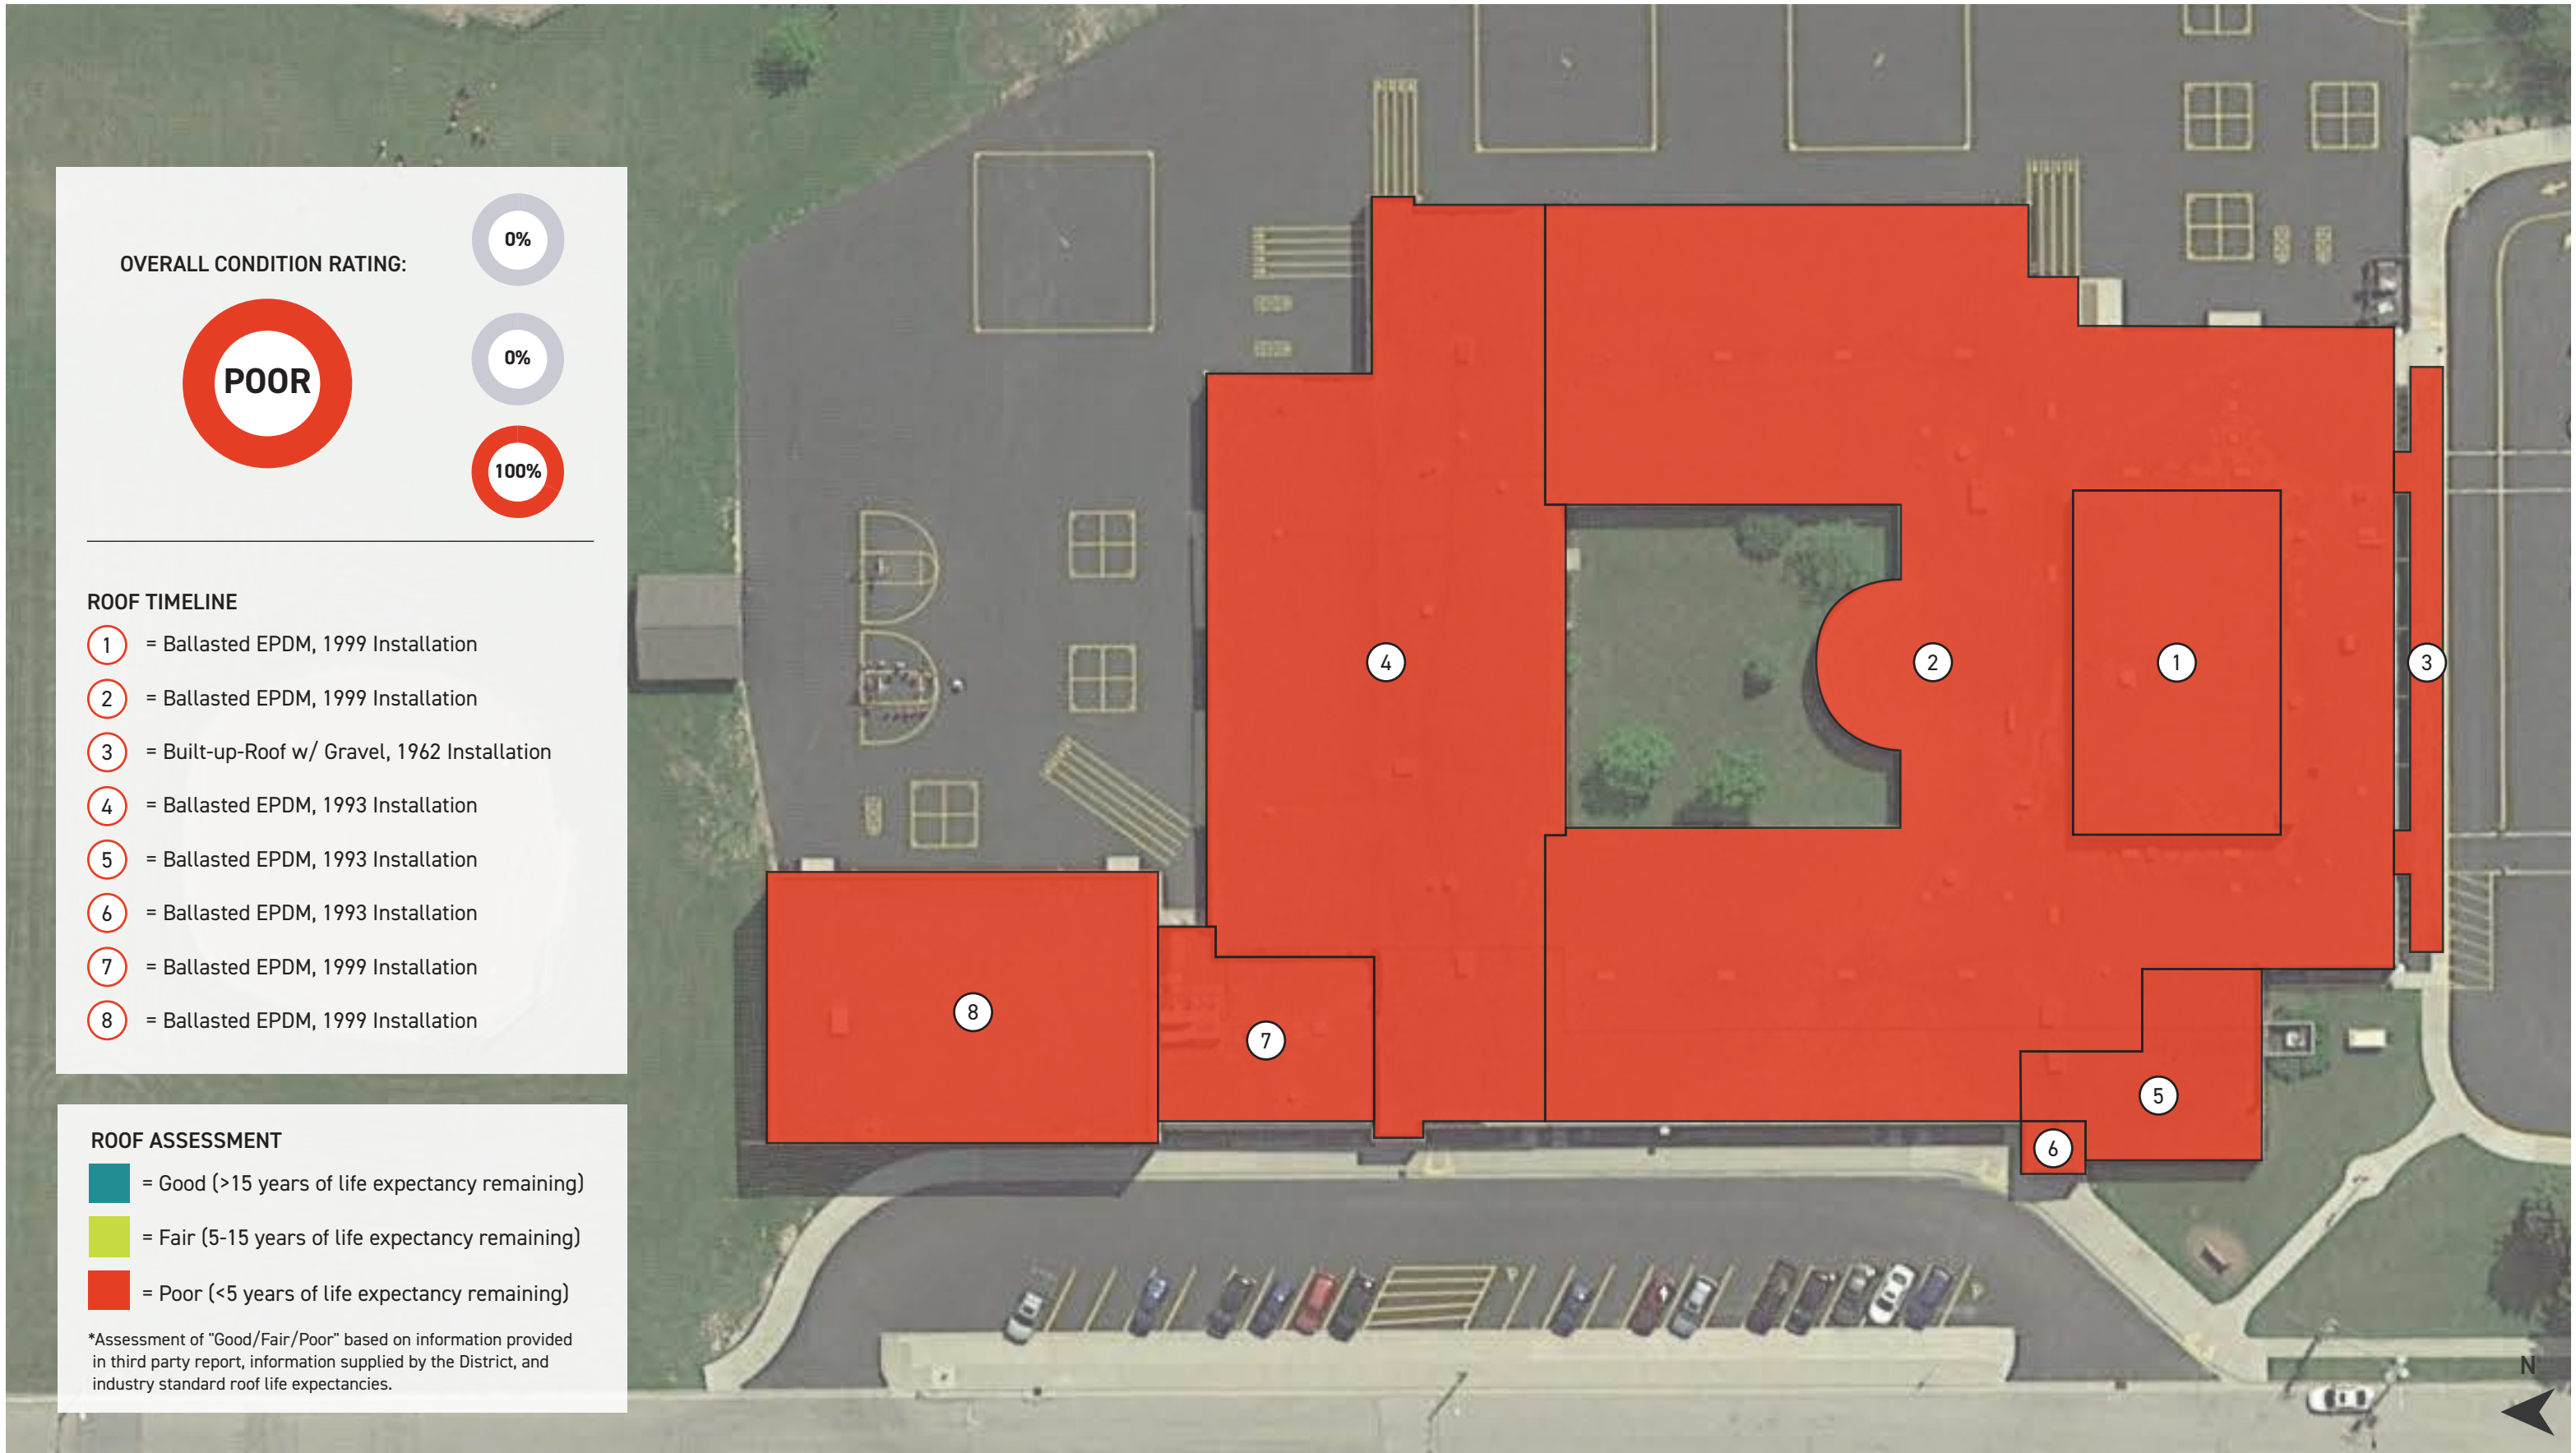 OVERALL CONDITION RATING:
POOR
0%
0%
100%
ROOF TIMELINE
1 = Ballasted EPDM, 1999 Installation
2 = Ballasted EPDM, 1999 Installation
3 = Built-up-Roof w/ Gravel, 1962 Installation
4 = Ballasted EPDM, 1993 Installation
5 = Ballasted EPDM, 1993 Installation
6 = Ballasted EPDM, 1993 Installation
7 = Ballasted EPDM, 1999 Installation
8 = Ballasted EPDM, 1999 Installation
ROOF ASSESSMENT
= Good (>15 years of life expectancy remaining)
= Fair (5-15 years of life expectancy remaining)
= Poor (<5 years of life expectancy remaining)
*Assessment of "Good/Fair/Poor" based on information provided
in third party report, information supplied by the District, and
industry standard roof life expectancies.
4
2
1
3
8
7
5
6
N